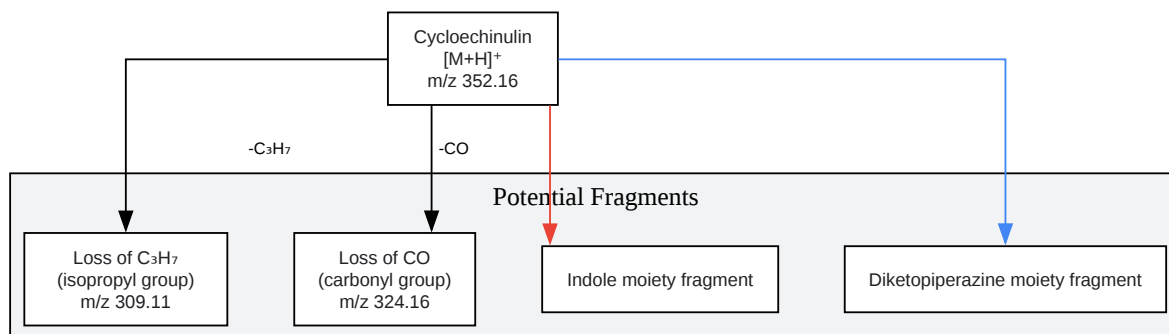 Cycloechinulin
[M+H]⁺
m/z 352.16
-C₃H₇
-CO
Potential Fragments
Loss of C₃H₇
(isopropyl group)
m/z 309.11
Loss of CO
(carbonyl group)
m/z 324.16
Indole moiety fragment
Diketopiperazine moiety fragment